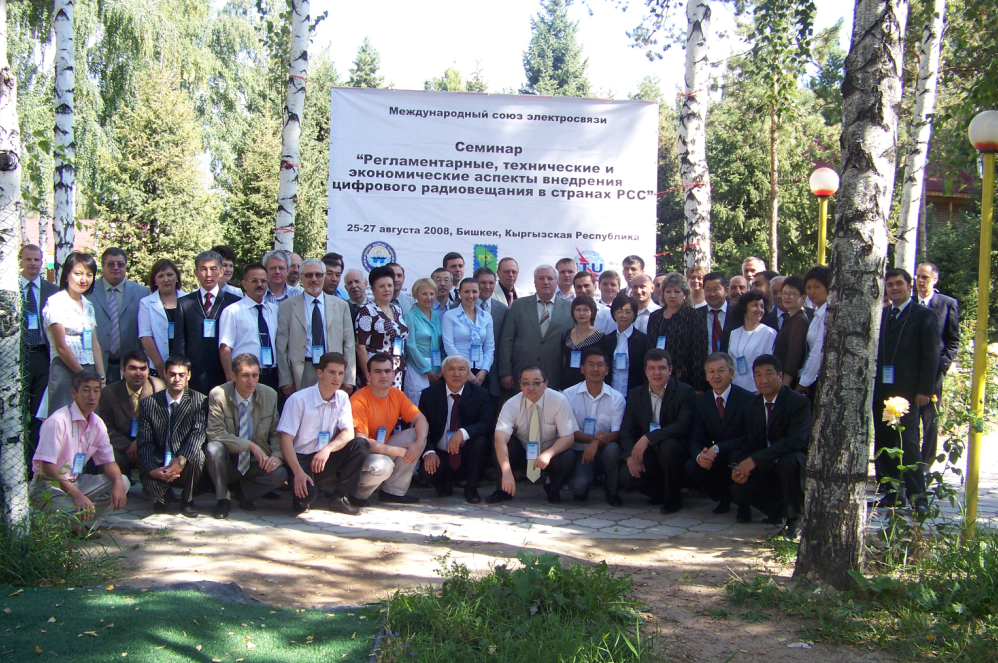 Международный союз электросвязи
Семинар
“Регламентарные, технические и
экономические аспекты внедрения
цифрового радиовещания в странах РСС”
25-27 августа 2008, Бишкек, Кыргызская Республика
ITU